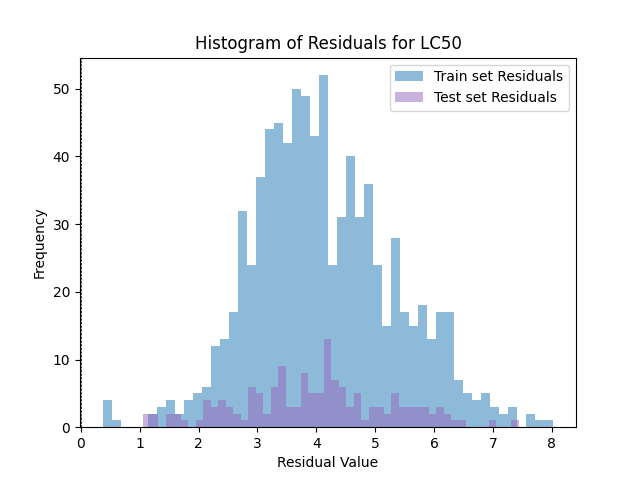 Histogram of Residuals for LC50
Train set Residuals
Test set Residuals
Frequency
50
40
30
20
10
0
0 1 2 3 4 5 6 7 8
Residual Value